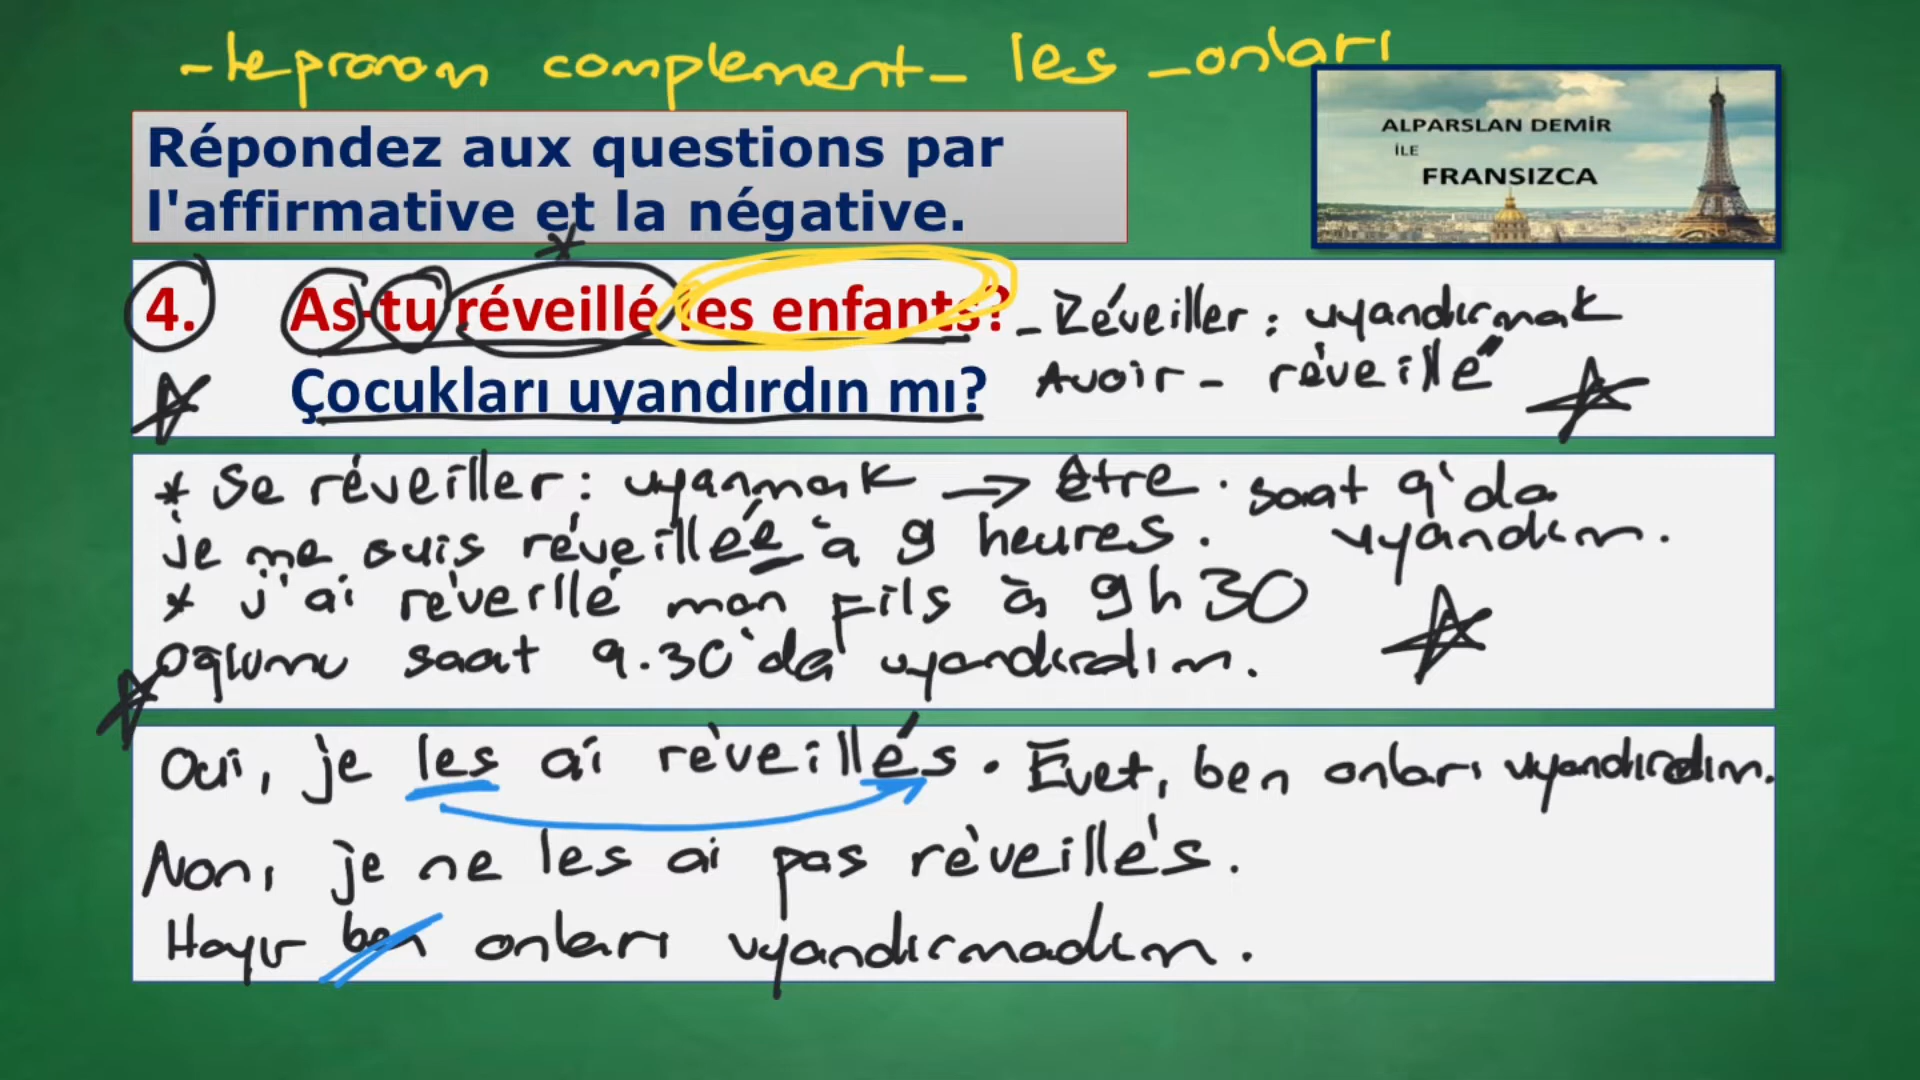 - le pronom complement - les - onları
ALPARSLAN DEMİR
İLE
FRANSIZCA
Répondez aux questions par
l'affirmative et la négative.
4. As-tu réveillé les enfants?
- Réveiller : uyandırmak
Çocukları uyandırdın mı?
Avoir - réveillé
* Se réveiller : uyanmak → être . saat 9'da
je me suis réveillée à 9 heures . uyandım .
* j'ai réveillé mon fils à 9h30
oğlumu saat 9.30'da uyandırdım .
Oui, je les ai réveillés . Evet, ben onları uyandırdım.
Non, je ne les ai pas réveillés .
Hayır ben onları uyandırmadım .